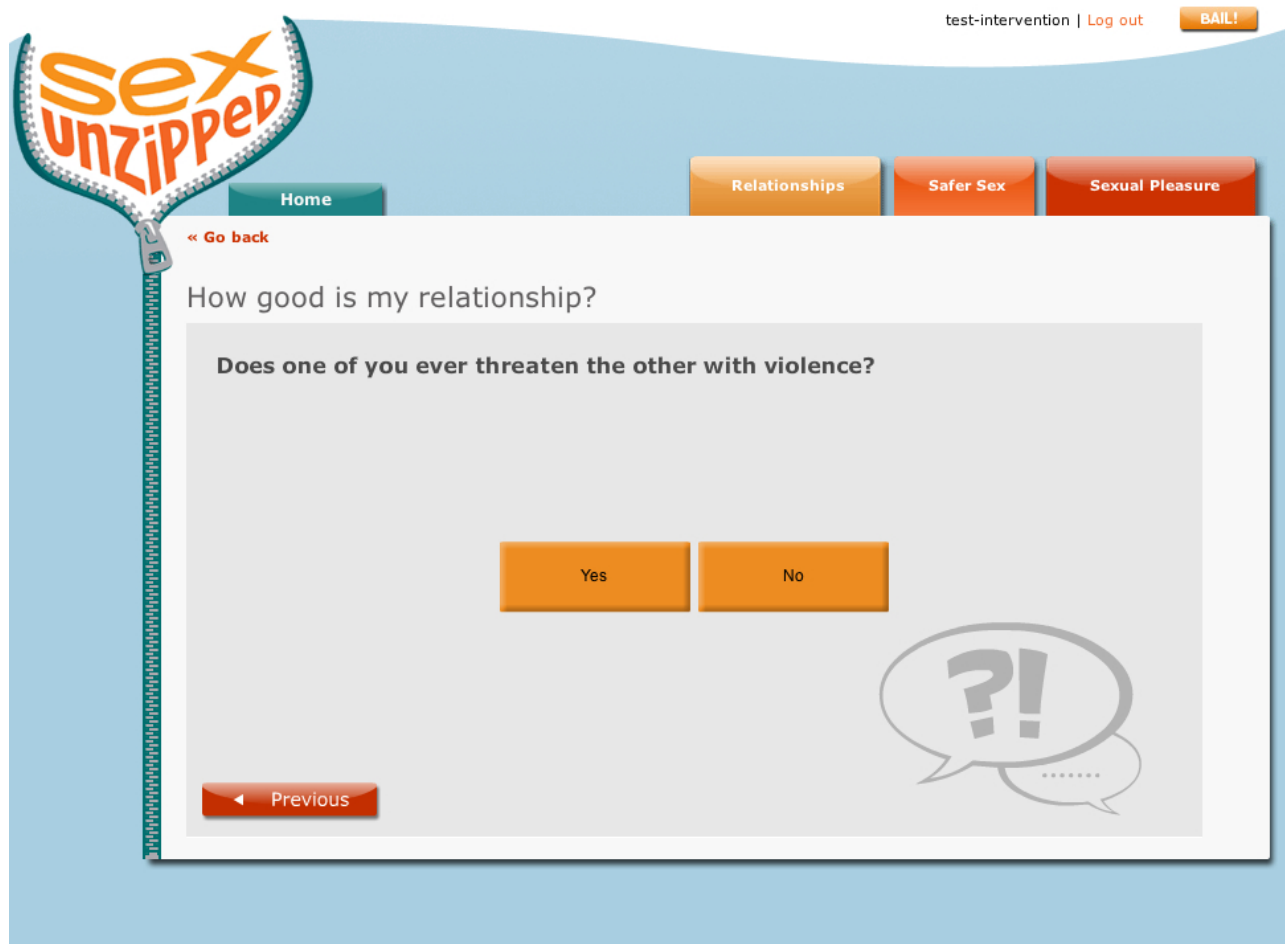 test-intervention | Log out
BAIL!
sex
unzipped
Home
Relationships
Safer Sex
Sexual Pleasure
« Go back
How good is my relationship?
Does one of you ever threaten the other with violence?
Yes
No
?!
.......
Previous